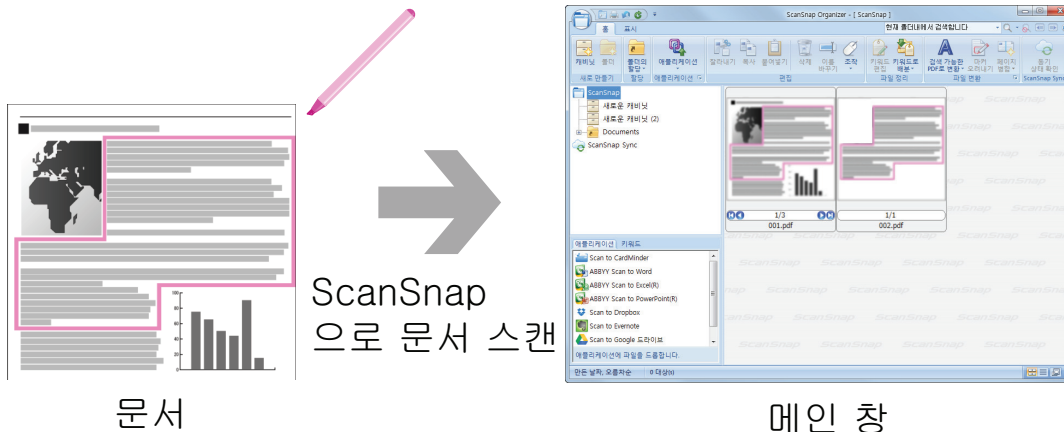 ScanSnap Organizer - [ ScanSnap ]
홈 표시
현재 폴더내에서 검색합니다
캐비닛 폴더 폴더의 할당 애플리케이션 잘라내기 복사 붙여넣기 삭제 이름 바꾸기 조작 키워드 편집 키워드로 배분 검색 가능한 PDF로 변환 마커 오려내기 페이지 병합 동기 상태 확인
새로 만들기 할당 애플리케이션 편집 파일 정리 파일 변환 ScanSnap Sync
ScanSnap
새로운 캐비닛
새로운 캐비닛 (2)
Documents
ScanSnap Sync
1/3 1/1
001.pdf 002.pdf
애플리케이션 키워드
Scan to CardMinder
ABBYY Scan to Word
ABBYY Scan to Excel(R)
ABBYY Scan to PowerPoint(R)
Scan to Dropbox
Scan to Evernote
Scan to Google 드라이브
애플리케이션에 파일을 드롭합니다.
만든 날짜, 오름차순 0 대상(s)
100
80
60
40
20
0
ScanSnap
으로 문서 스캔
문서
메인 창